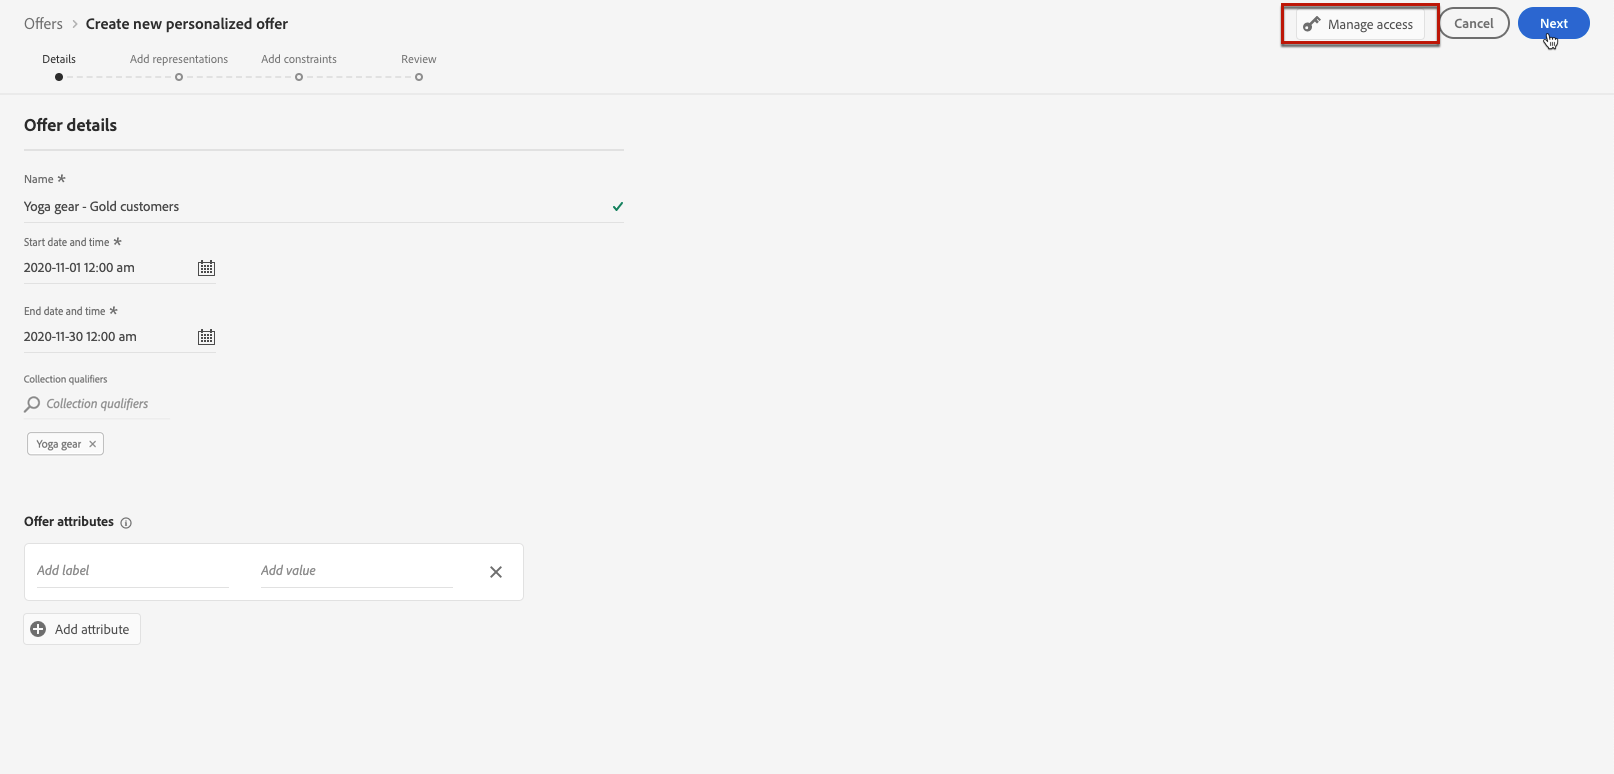 Offers > Create new personalized offer
Manage access
Cancel
Next
Details
Add representations
Add constraints
Review
Offer details
Name *
Yoga gear - Gold customers
Start date and time *
2020-11-01 12:00 am
End date and time *
2020-11-30 12:00 am
Collection qualifiers
Collection qualifiers
Yoga gear ×
Offer attributes
Add label
Add value
Add attribute